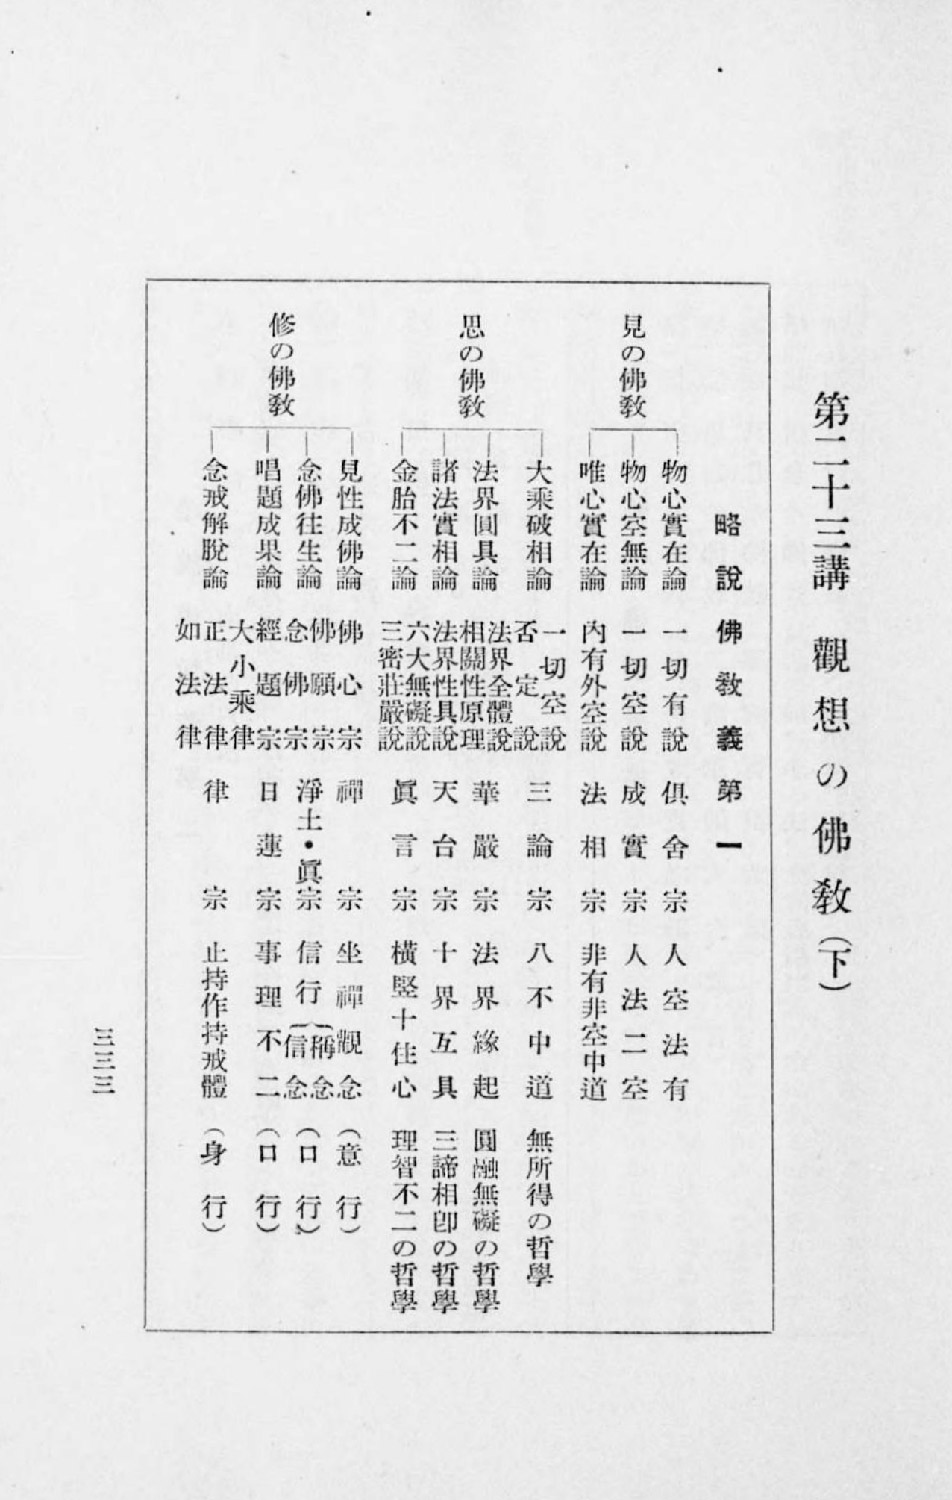 第二十三講　觀想の佛敎（下）
略說佛敎義第一
見の佛敎
物心實在論　一切有說　俱舍宗　人空法有
物心空無論　一切空說　成實宗　人法二空
唯心實在論　內有外空說　法相宗　非有非空中道
思の佛敎
大乘破相論　一切空說　否定說　三論宗　八不中道　無所得の哲學
法界圓具論　法界全體說　相關性原理　華嚴宗　法界緣起　圓融無礙の哲學
諸法實相論　法界性具說　天台宗　十界互具　三諦相卽の哲學
金胎不二論　六大無礙說　三密莊嚴說　眞言宗　橫竪十住心　理智不二の哲學
修の佛敎
見性成佛論　佛心宗　禪宗　坐禪觀念　（意行）
念佛往生論　佛願宗　念佛宗　淨土・眞宗　信行｛稱念　信念　（口行）
唱題成果論　經題宗　日蓮宗　事理不二　（口行）
念戒解脫論　大小乘律　正法律　如法律　律宗　止持作持戒體　（身行）
三三三